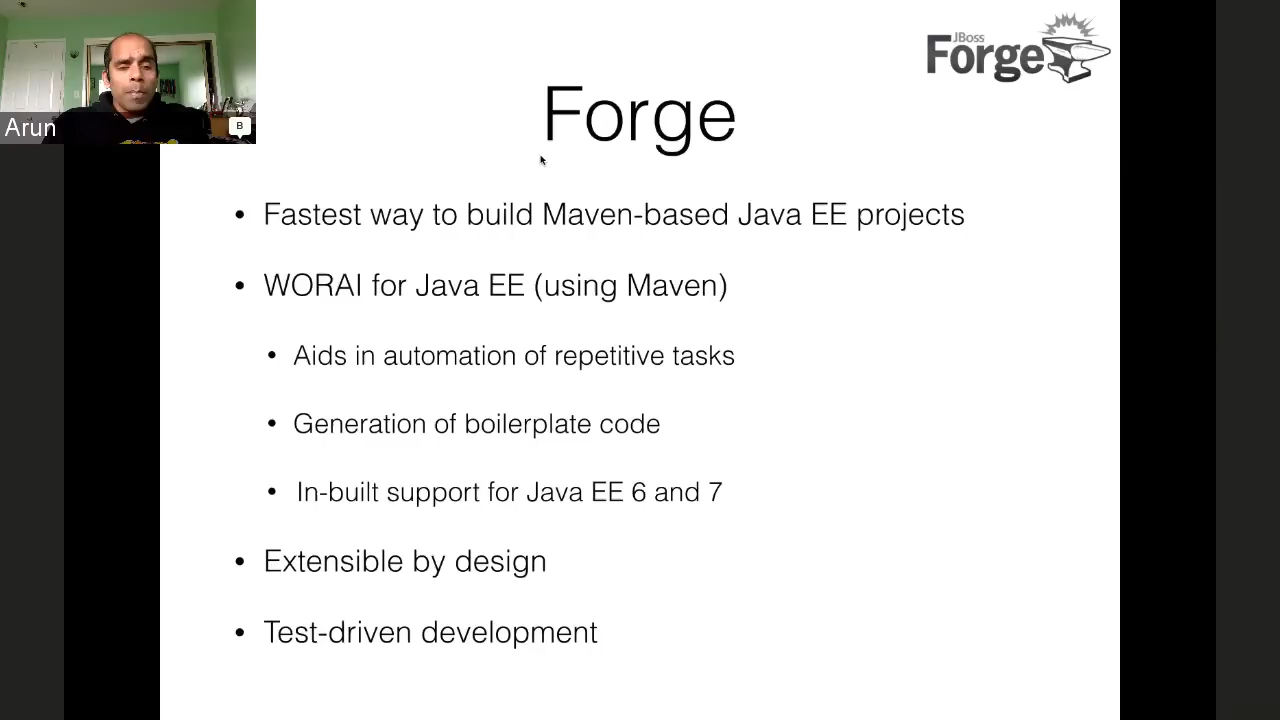 JBoss
Forge
Arun
B
Forge
• Fastest way to build Maven-based Java EE projects
• WORAI for Java EE (using Maven)
• Aids in automation of repetitive tasks
• Generation of boilerplate code
• In-built support for Java EE 6 and 7
• Extensible by design
• Test-driven development